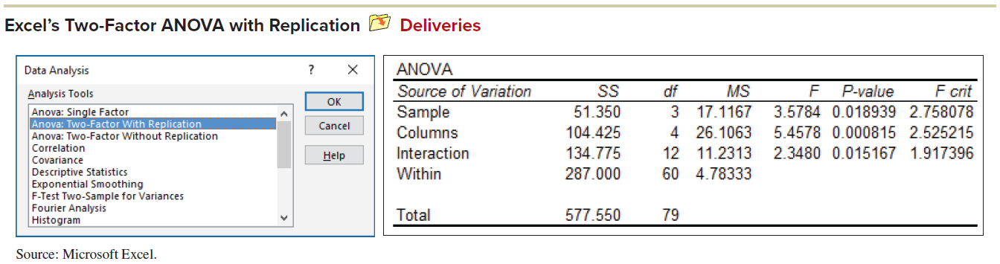 Excel's Two-Factor ANOVA with Replication Deliveries
Data Analysis ? ×
Analysis Tools
Anova: Single Factor
Anova: Two-Factor With Replication
Anova: Two-Factor Without Replication
Correlation
Covariance
Descriptive Statistics
Exponential Smoothing
F-Test Two-Sample for Variances
Fourier Analysis
Histogram
OK
Cancel
Help
ANOVA
Source of Variation SS df MS F P-value F crit
Sample 51.350 3 17.1167 3.5784 0.018939 2.758078
Columns 104.425 4 26.1063 5.4578 0.000815 2.525215
Interaction 134.775 12 11.2313 2.3480 0.015167 1.917396
Within 287.000 60 4.78333
Total 577.550 79
Source: Microsoft Excel.